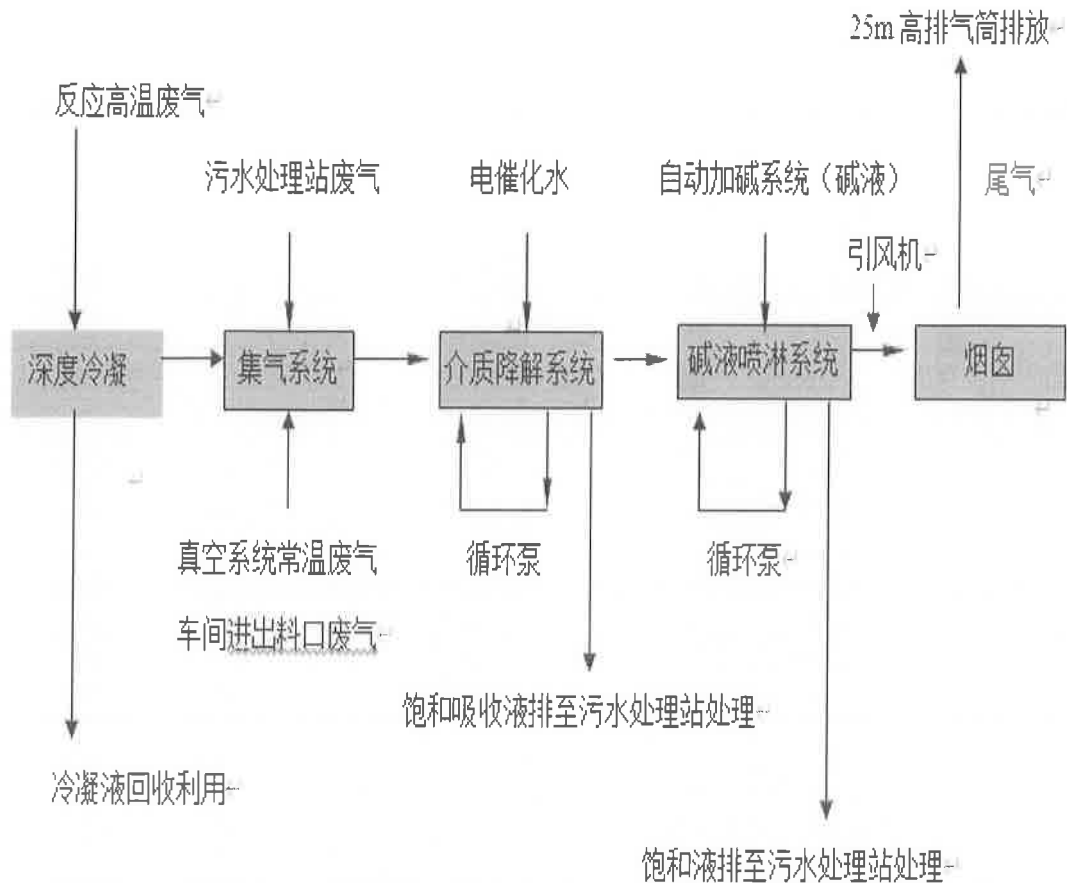 25m 高排气筒排放
反应高温废气
污水处理站废气
电催化水
自动加碱系统（碱液）
尾气
引风机
深度冷凝
集气系统
介质降解系统
碱液喷淋系统
烟囱
真空系统常温废气
循环泵
循环泵
车间进出料口废气
饱和吸收液排至污水处理站处理
冷凝液回收利用
饱和液排至污水处理站处理